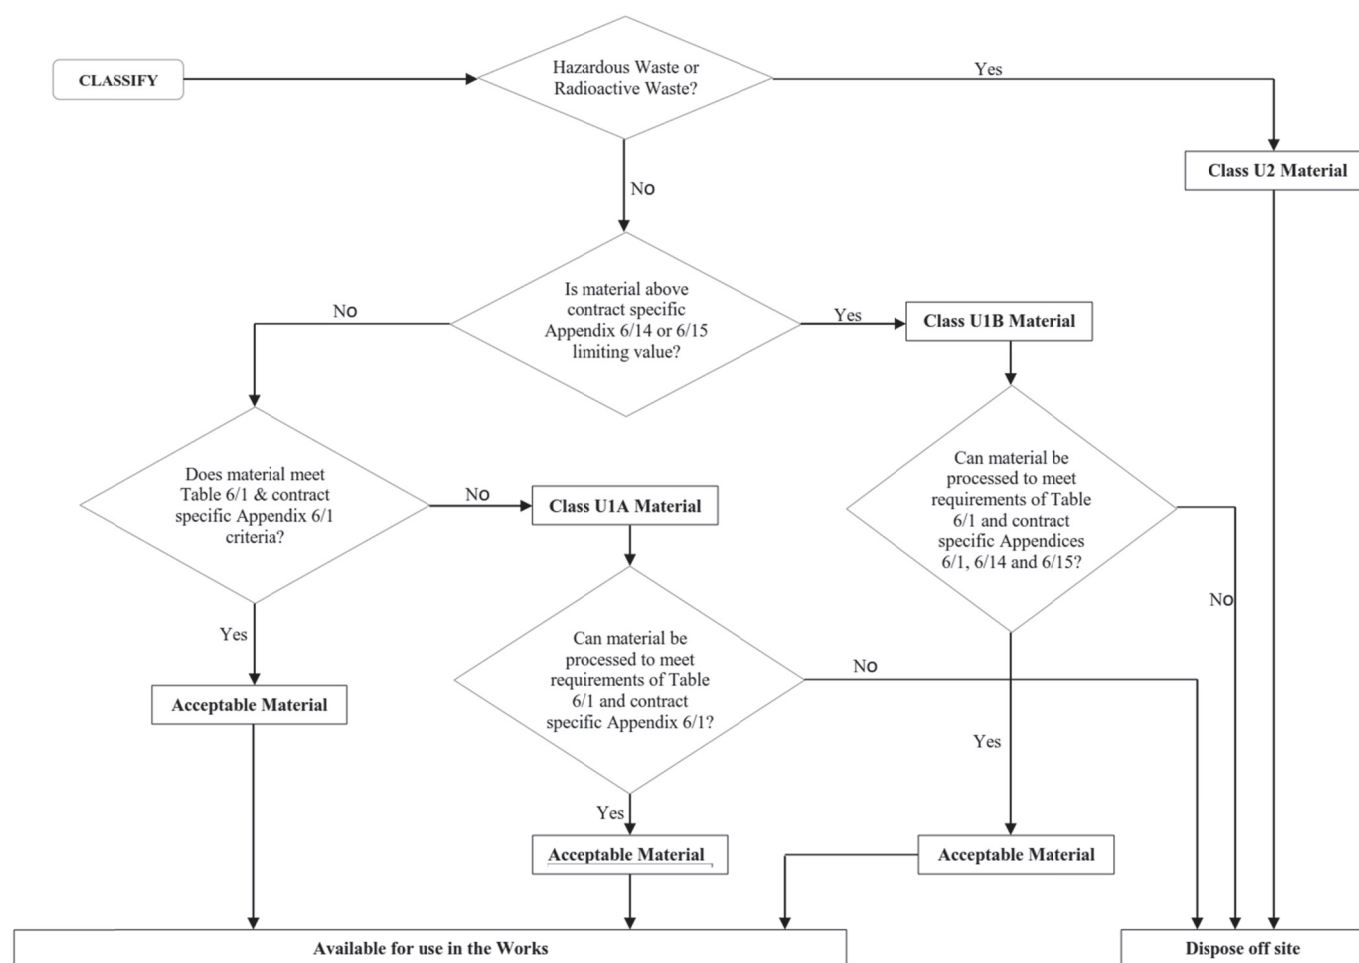 CLASSIFY
Hazardous Waste or
Radioactive Waste?
Yes
Class U2 Material
No
Is material above
contract specific
Appendix 6/14 or 6/15
limiting value?
No
Yes
Class U1B Material
Does material meet
Table 6/1 & contract
specific Appendix 6/1
criteria?
No
Class U1A Material
Can material be
processed to meet
requirements of Table
6/1 and contract
specific Appendices
6/1, 6/14 and 6/15?
No
Yes
Can material be
processed to meet
requirements of Table
6/1 and contract
specific Appendix 6/1?
No
Acceptable Material
Yes
Yes
Acceptable Material
Acceptable Material
Available for use in the Works
Dispose off site